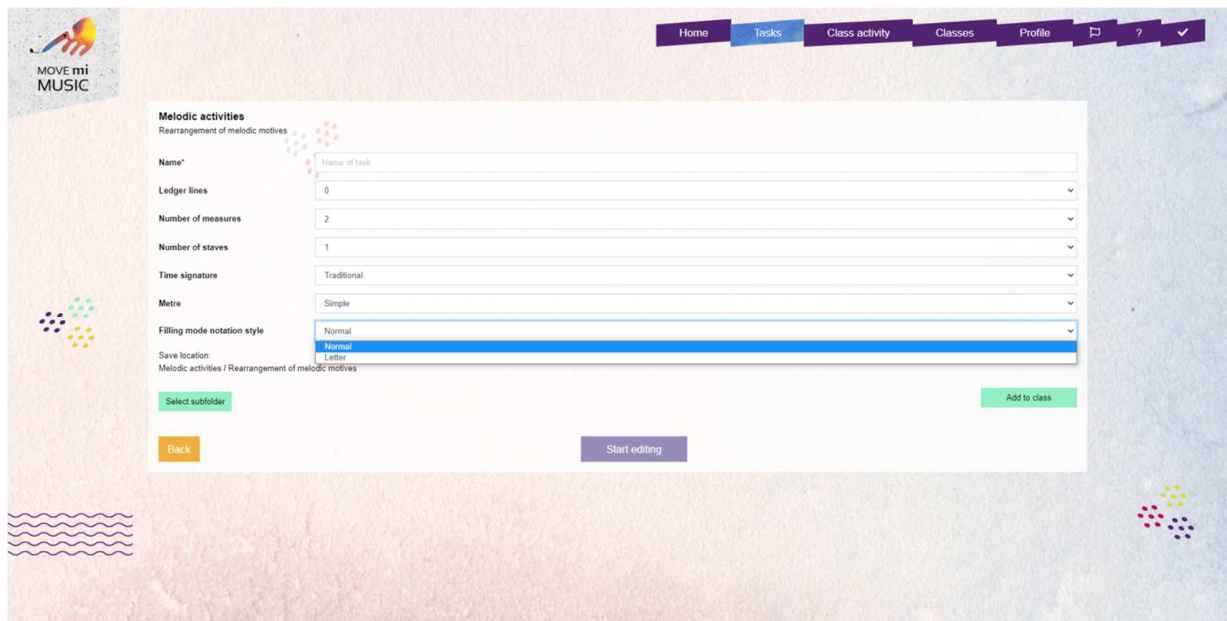 MOVE mi
MUSIC
Home
Tasks
Class activity
Classes
Profile
?
Melodic activities
Rearrangement of melodic motives
Name*
Name of task
Ledger lines
0
Number of measures
2
Number of staves
1
Time signature
Traditional
Metre
Simple
Filling mode notation style
Normal
Normal
Letter
Save location:
Melodic activities / Rearrangement of melodic motives
Select subfolder
Add to class
Back
Start editing